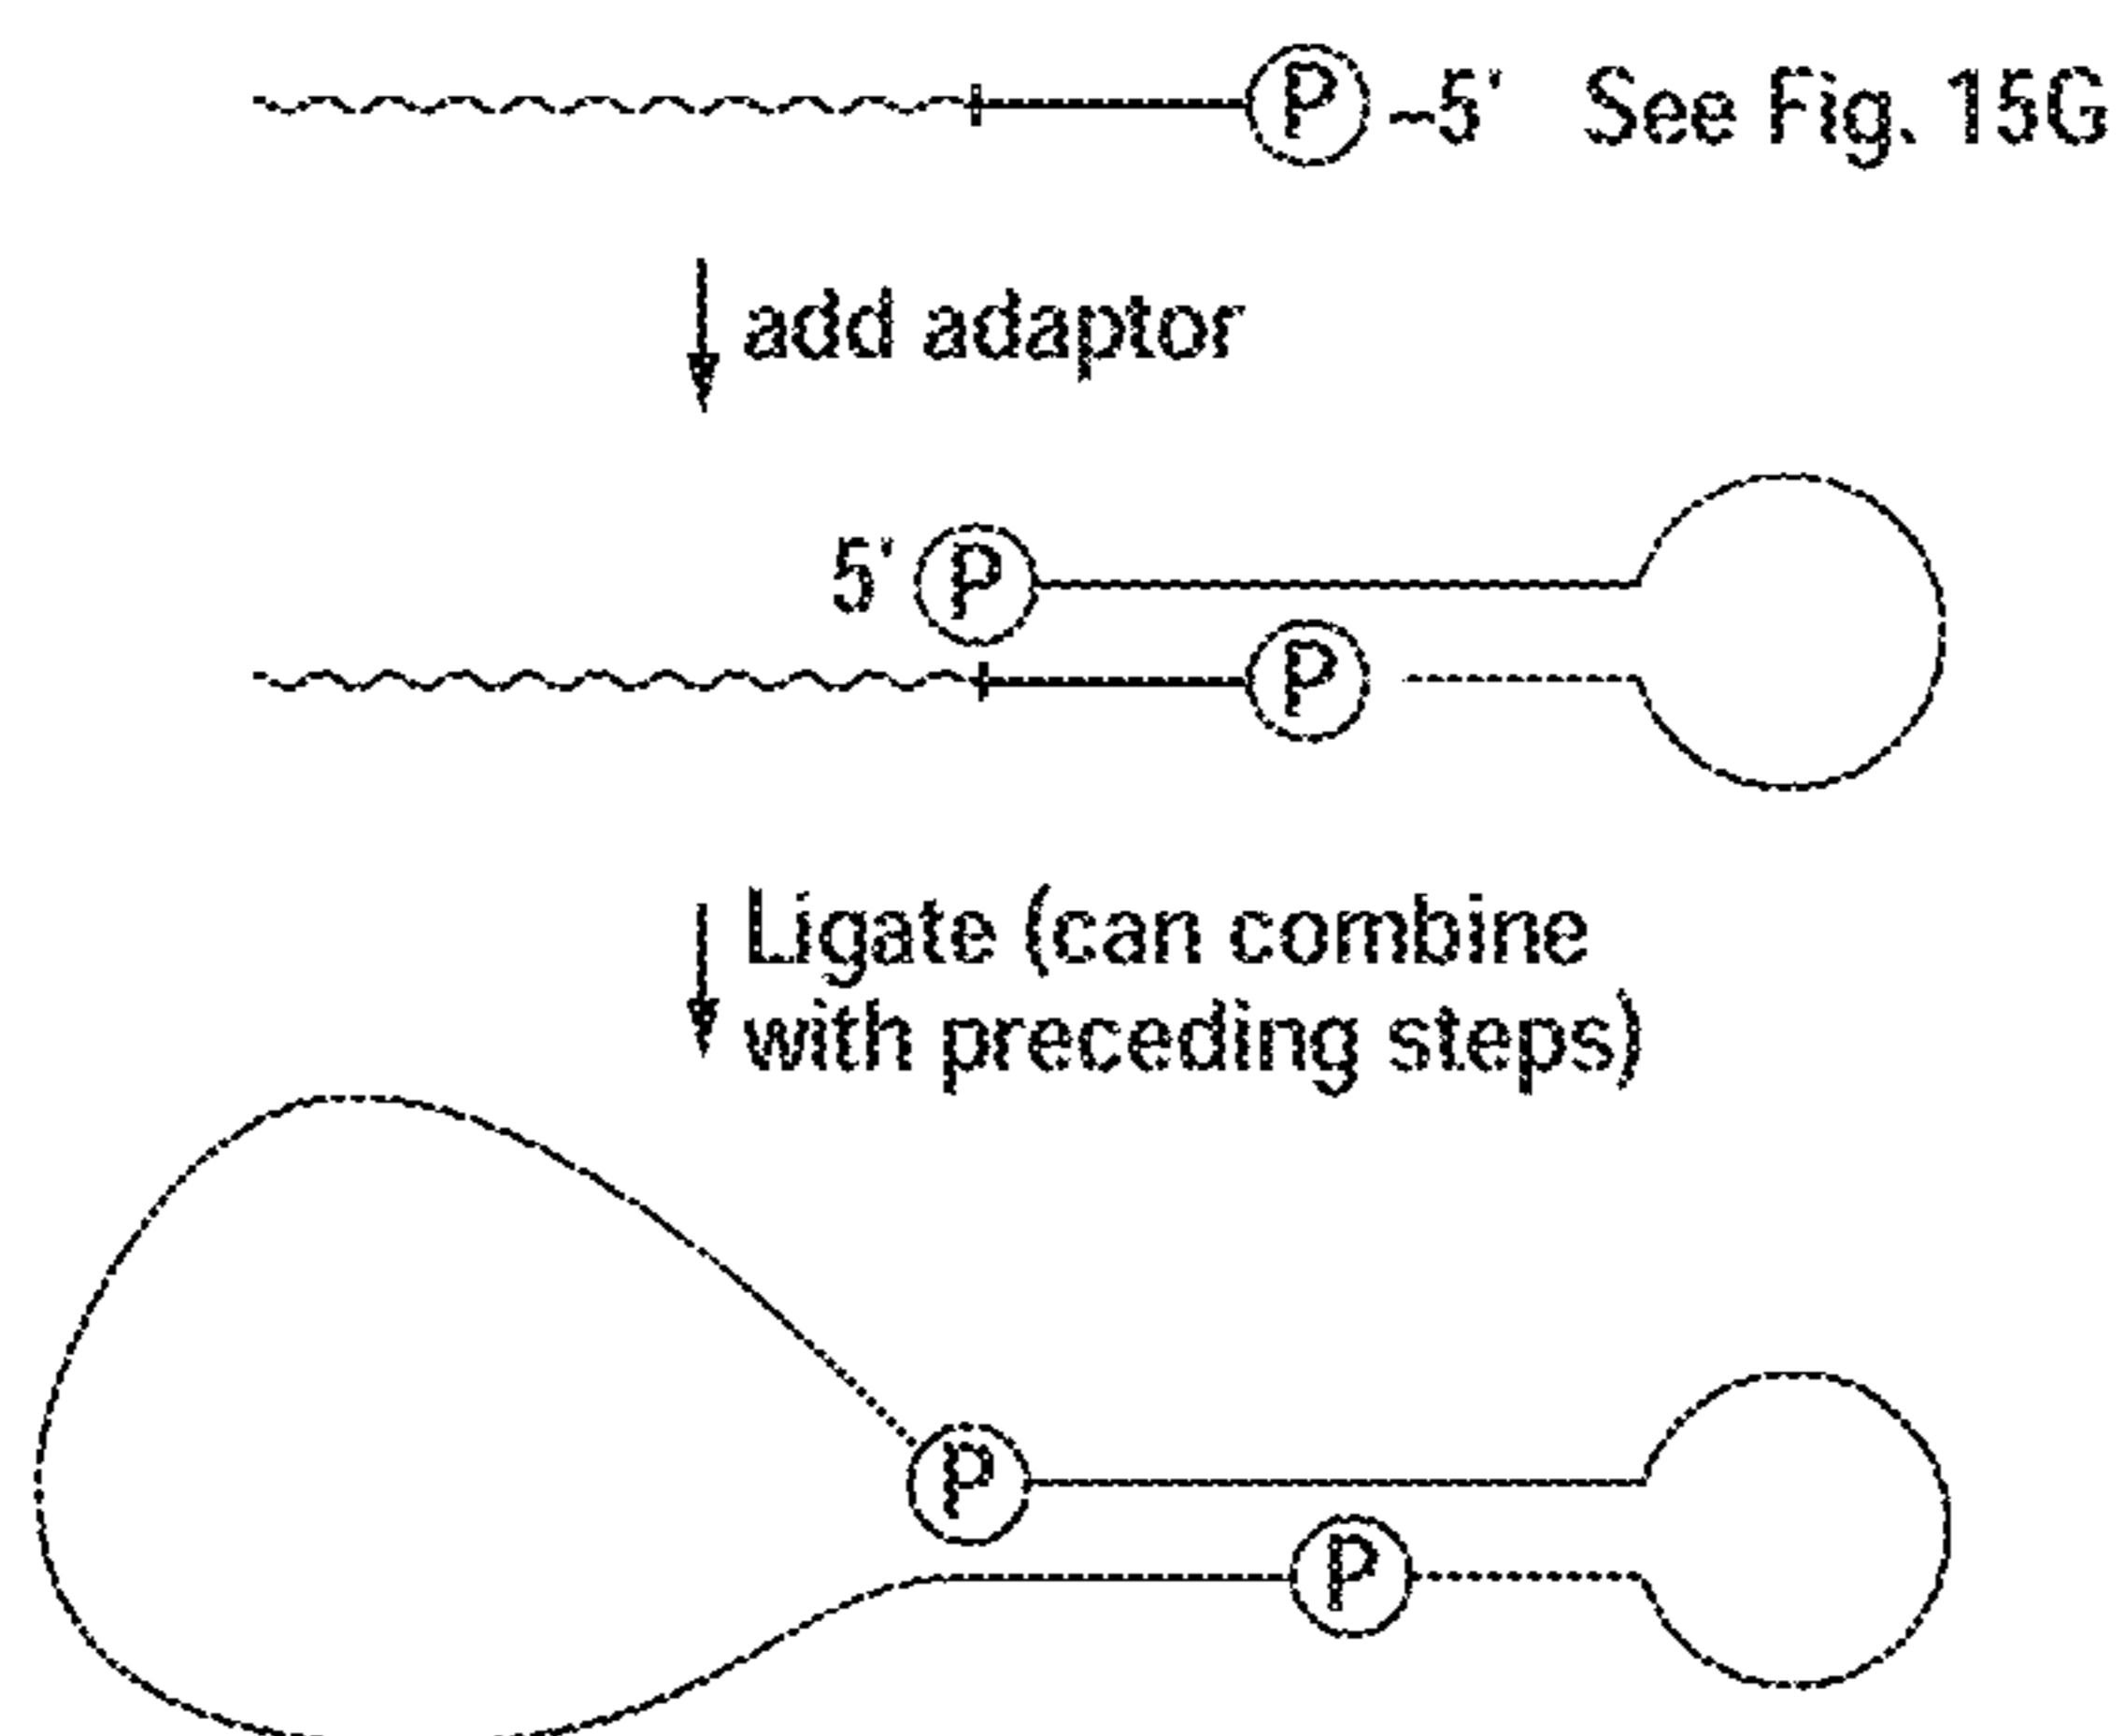 P ~5' See Fig. 15G
add adaptor
5' P
P
Ligate (can combine
with preceding steps)
P
P